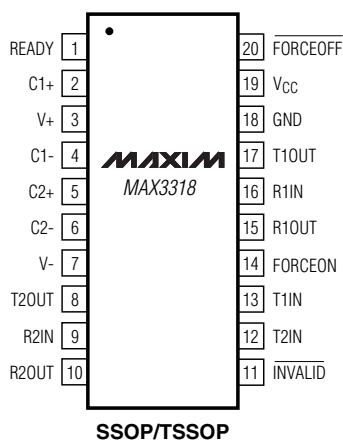 READY 1 20 F̅O̅R̅C̅E̅O̅F̅F̅
C1+ 2 19 VCC
V+ 3 18 GND
C1- 4 MAXIM 17 T1OUT
C2+ 5 MAX3318 16 R1IN
C2- 6 15 R1OUT
V- 7 14 FORCEON
T2OUT 8 13 T1IN
R2IN 9 12 T2IN
R2OUT 10 11 I̅N̅V̅A̅L̅I̅D̅
SSOP/TSSOP